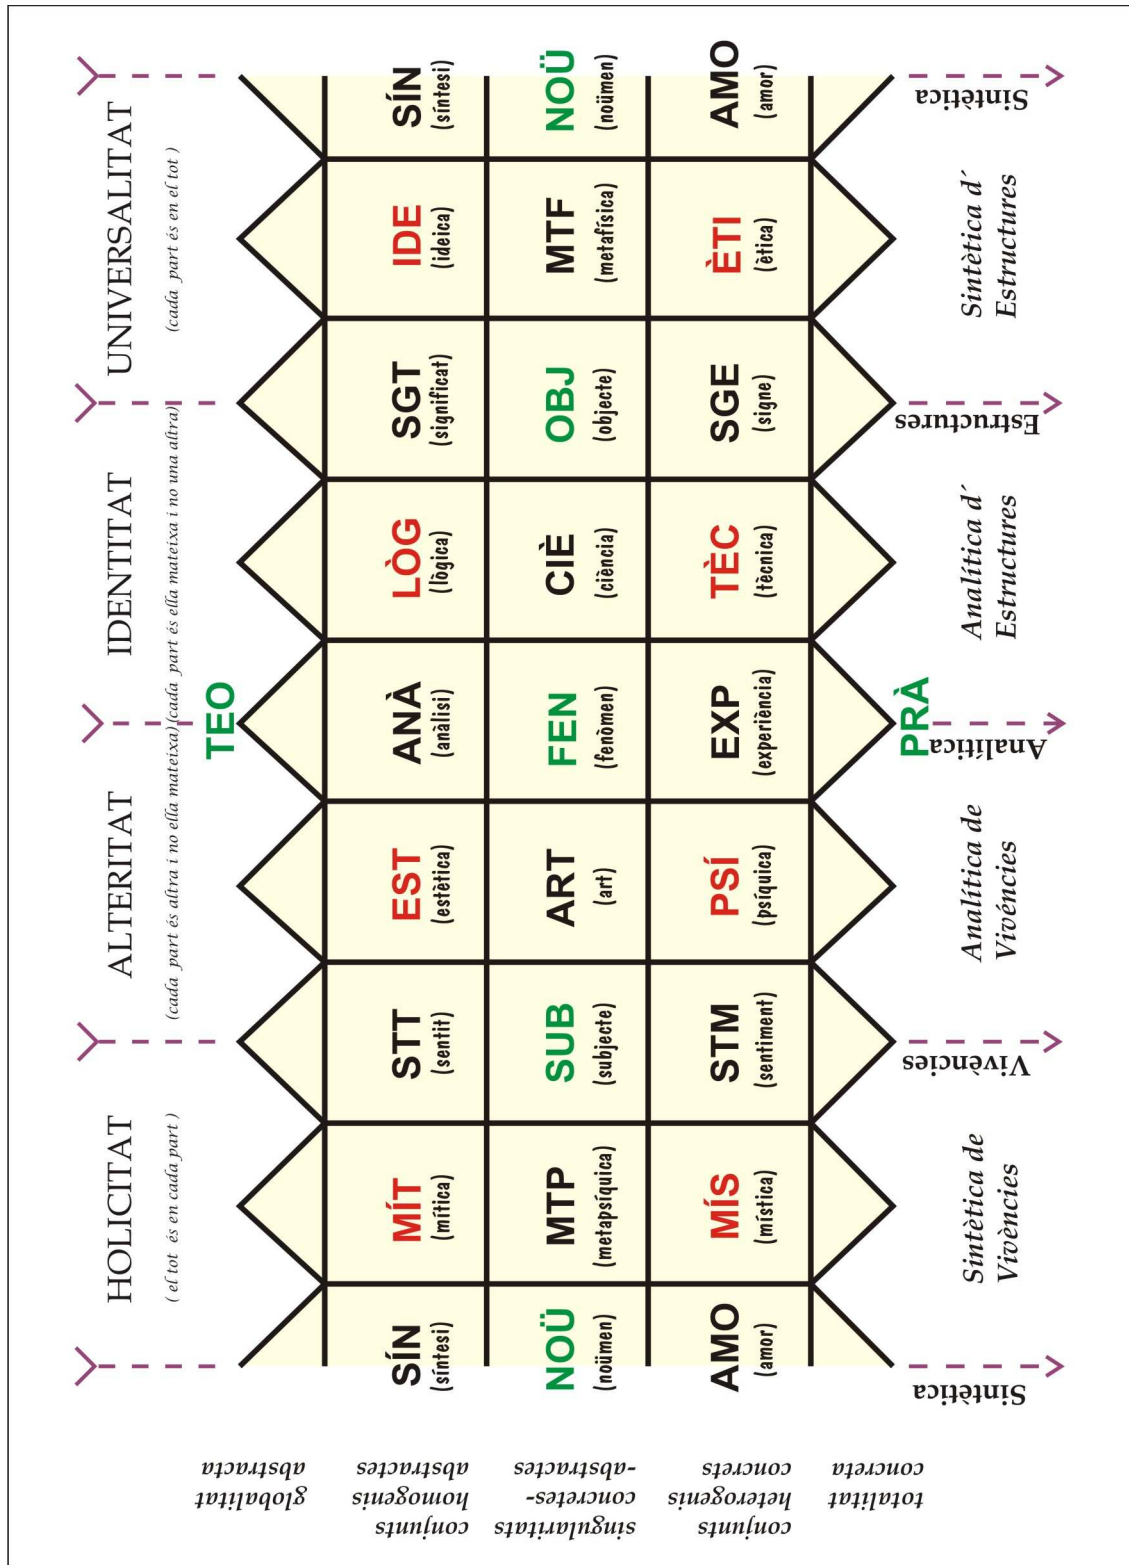 HOLICITAT
ALTERITAT
IDENTITAT
UNIVERSALITAT
( el tot és en cada part )
(cada part és altra i no ella mateixa)
(cada part és ella mateixa i no una altra)
(cada part és en el tot )
globalitat
abstracta
TEO
conjunts
homogenis
abstractes
SÍN
(síntesi)
MÍT
(mítica)
STT
(sentit)
EST
(estètica)
ANÀ
(anàlisi)
LÒG
(lògica)
SGT
(significat)
IDE
(ideica)
SÍN
(síntesi)
singularitats
concretes-
-abstractes
NOÜ
(noümen)
MTP
(metapsíquica)
SUB
(subjecte)
ART
(art)
FEN
(fenòmen)
CIÈ
(ciència)
OBJ
(objecte)
MTF
(metafísica)
NOÜ
(noümen)
conjunts
heterogenis
concrets
AMO
(amor)
MÍS
(mística)
STM
(sentiment)
PSÍ
(psíquica)
EXP
(experiència)
TÈC
(tècnica)
SGE
(signe)
ÈTI
(ètica)
AMO
(amor)
totalitat
concreta
PRÀ
Sintètica
Sintètica de
Vivències
Vivències
Analítica de
Vivéncies
Analítica
Analítica d´
Estructures
Estructures
Sintètica d´
Estructures
Sintètica